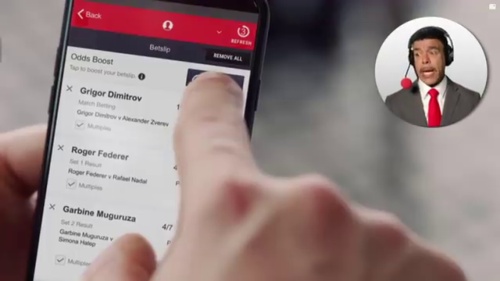 Back
REFRESH
Betslip
REMOVE ALL
Odds Boost
Tap to boost your betslip.
Grigor Dimitrov
Match Betting
Grigor Dimitrov v Alexander Zverev
Multiples
Roger Federer
Set 1 Result
Roger Federer v Rafael Nadal
Multiples
Garbine Muguruza
4/7
Set 2 Result
Garbine Muguruza v
Simona Halep
Multiples